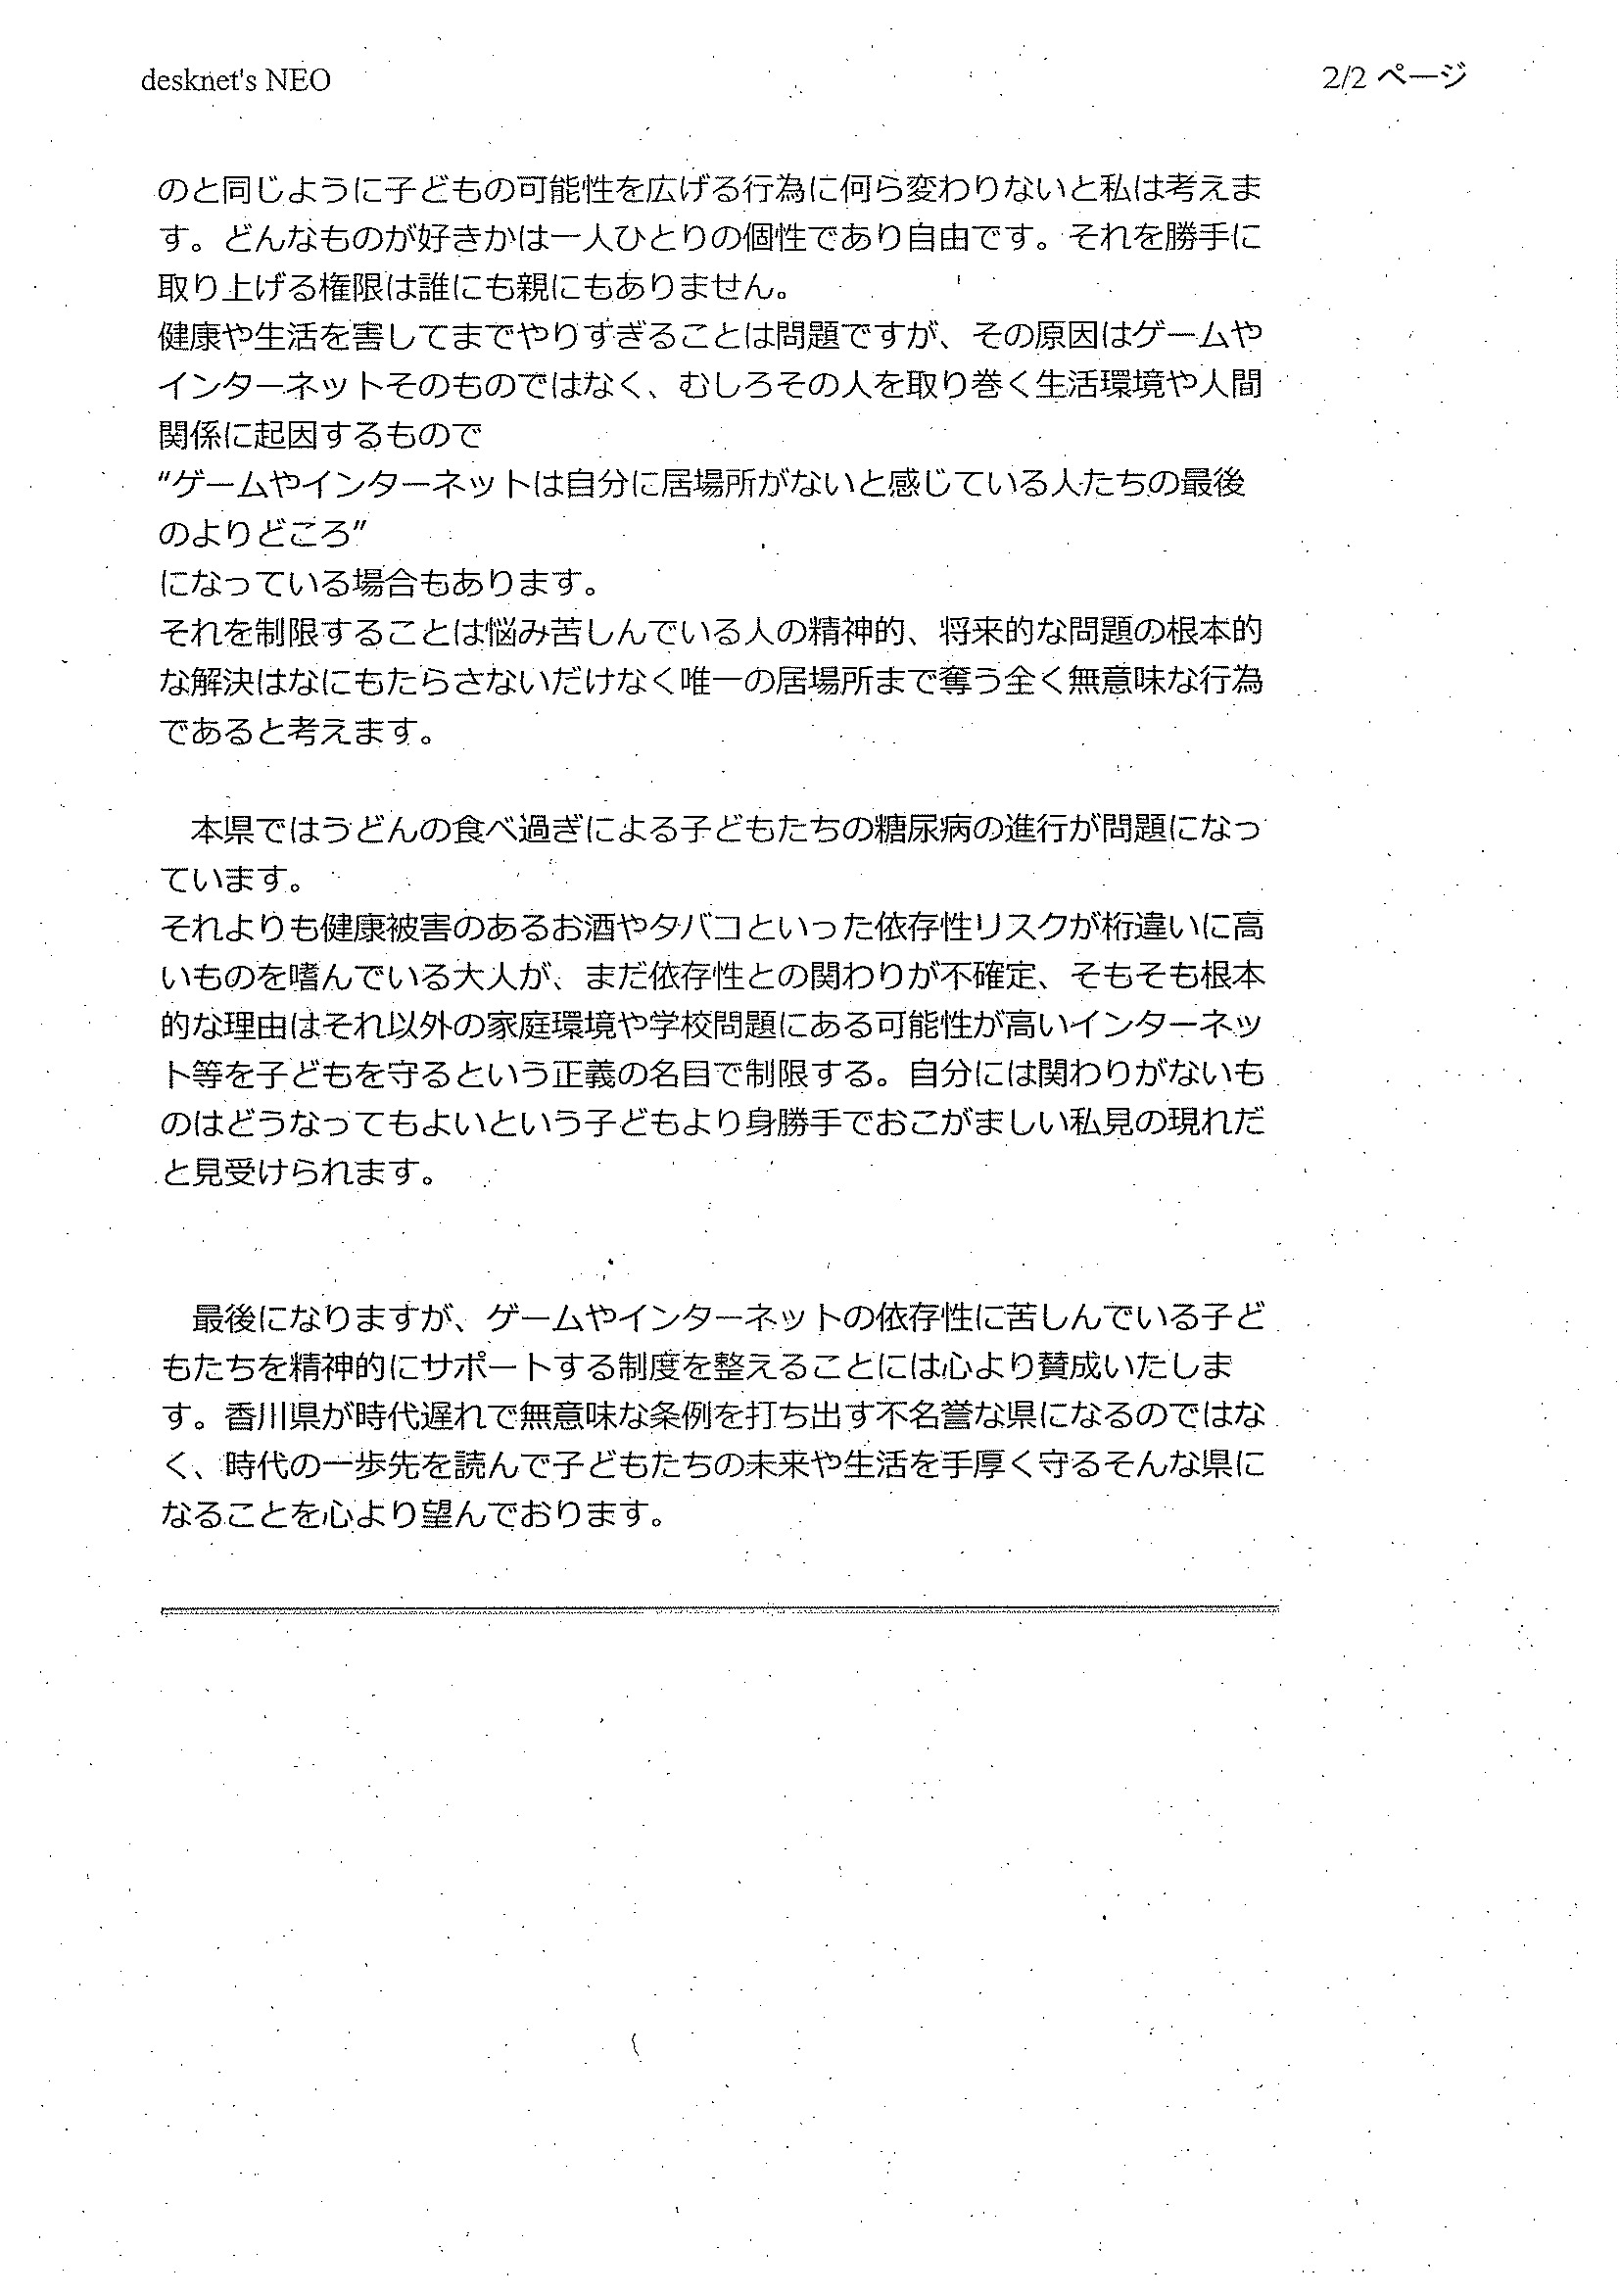 desknet's NEO
2/2 ページ
のと同じように子どもの可能性を広げる行為に何ら変わりないと私は考えま
す。どんなものが好きかは一人ひとりの個性であり自由です。それを勝手に
取り上げる権限は誰にも親にもありません。
健康や生活を害してまでやりすぎることは問題ですが、その原因はゲームや
インターネットそのものではなく、むしろその人を取り巻く生活環境や人間
関係に起因するもので
"ゲームやインターネットは自分に居場所がないと感じている人たちの最後
のよりどころ"
になっている場合もあります。
それを制限することは悩み苦しんでいる人の精神的、将来的な問題の根本的
な解決はなにもたらさないだけなく唯一の居場所まで奪う全く無意味な行為
であると考えます。
本県ではうどんの食べ過ぎによる子どもたちの糖尿病の進行が問題になっ
ています。
それよりも健康被害のあるお酒やタバコといった依存性リスクが桁違いに高
いものを嗜んでいる大人が、まだ依存性との関わりが不確定、そもそも根本
的な理由はそれ以外の家庭環境や学校問題にある可能性が高いインターネッ
ト等を子どもを守るという正義の名目で制限する。自分には関わりがないも
のはどうなってもよいという子どもより身勝手でおこがましい私見の現れだ
と見受けられます。
最後になりますが、ゲームやインターネットの依存性に苦しんでいる子ど
もたちを精神的にサポートする制度を整えることには心より賛成いたしま
す。香川県が時代遅れで無意味な条例を打ち出す不名誉な県になるのではな
く、時代の一歩先を読んで子どもたちの未来や生活を手厚く守るそんな県に
なることを心より望んでおります。